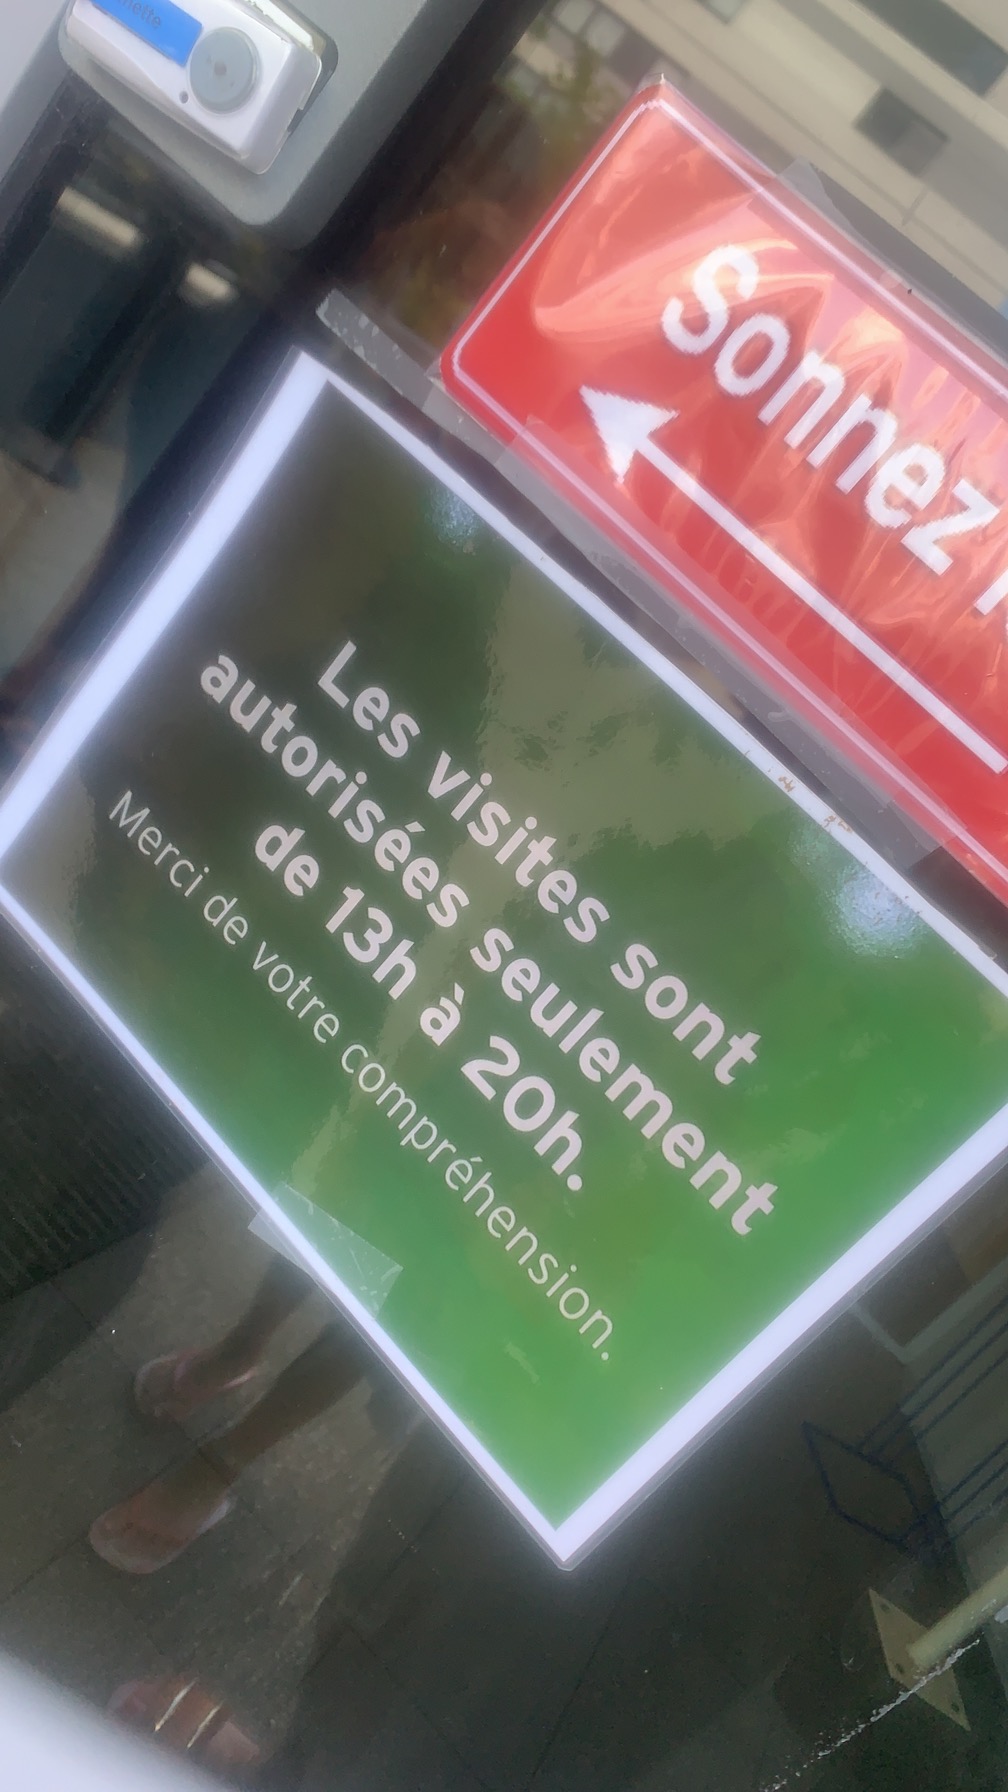 Sonnez
Les visites sont
autorisées seulement
de 13h à 20h.
Merci de votre compréhension.